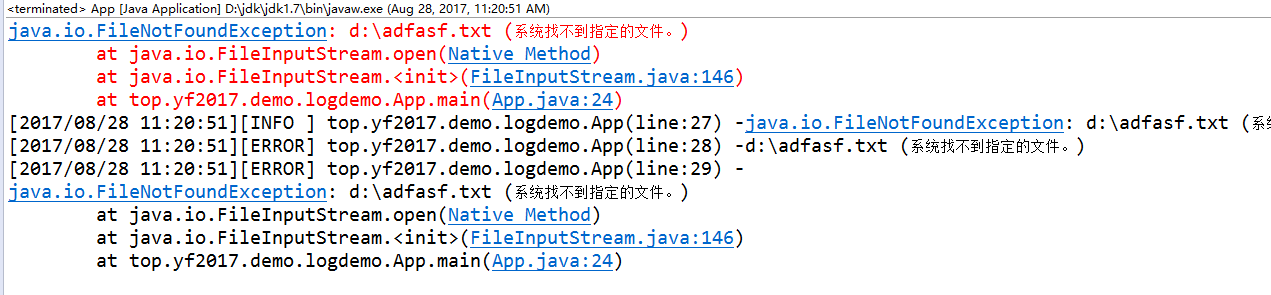 <terminated> App [Java Application] D:\jdk\jdk1.7\bin\javaw.exe (Aug 28, 2017, 11:20:51 AM)
java.io.FileNotFoundException: d:\adfasf.txt (系统找不到指定的文件。)
	at java.io.FileInputStream.open(Native Method)
	at java.io.FileInputStream.<init>(FileInputStream.java:146)
	at top.yf2017.demo.logdemo.App.main(App.java:24)
[2017/08/28 11:20:51][INFO ] top.yf2017.demo.logdemo.App(line:27) -java.io.FileNotFoundException: d:\adfasf.txt (系
[2017/08/28 11:20:51][ERROR] top.yf2017.demo.logdemo.App(line:28) -d:\adfasf.txt (系统找不到指定的文件。)
[2017/08/28 11:20:51][ERROR] top.yf2017.demo.logdemo.App(line:29) -
java.io.FileNotFoundException: d:\adfasf.txt (系统找不到指定的文件。)
	at java.io.FileInputStream.open(Native Method)
	at java.io.FileInputStream.<init>(FileInputStream.java:146)
	at top.yf2017.demo.logdemo.App.main(App.java:24)